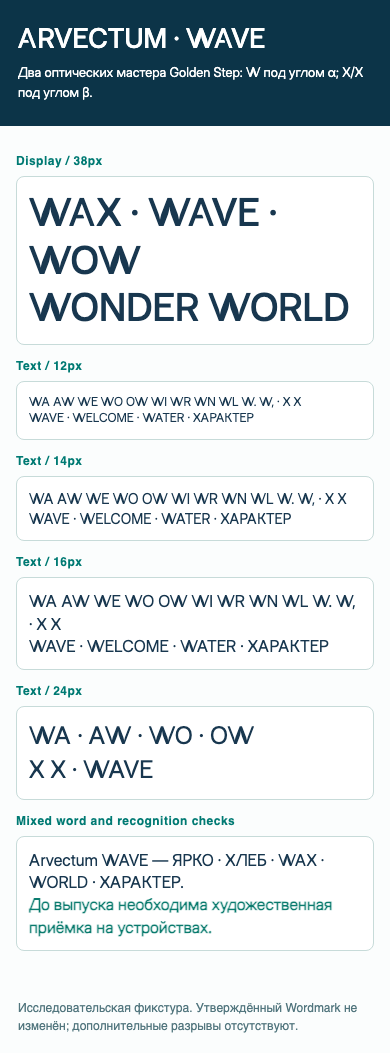 ARVECTUM · WAVE
Два оптических мастера Golden Step: W под углом α; X/Х
под углом β.
Display / 38px
WAX · WAVE ·
WOW
WONDER WORLD
Text / 12px
WA AW WE WO OW WI WR WN WL W. W, · X Х
WAVE · WELCOME · WATER · ХАРАКТЕР
Text / 14px
WA AW WE WO OW WI WR WN WL W. W, · X Х
WAVE · WELCOME · WATER · ХАРАКТЕР
Text / 16px
WA AW WE WO OW WI WR WN WL W. W,
· X Х
WAVE · WELCOME · WATER · ХАРАКТЕР
Text / 24px
WA · AW · WO · OW
X Х · WAVE
Mixed word and recognition checks
Arvectum WAVE — ЯРКО · ХЛЕБ · WAX ·
WORLD · ХАРАКТЕР.
До выпуска необходима художественная
приёмка на устройствах.
Исследовательская фикстура. Утверждённый Wordmark не
изменён; дополнительные разрывы отсутствуют.